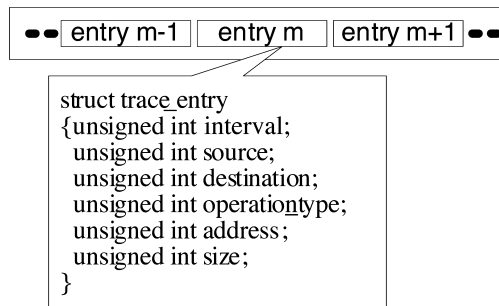 entry m-1 entry m entry m+1
struct trace_entry
{unsigned int interval;
unsigned int source;
unsigned int destination;
unsigned int operation_type;
unsigned int address;
unsigned int size;
}